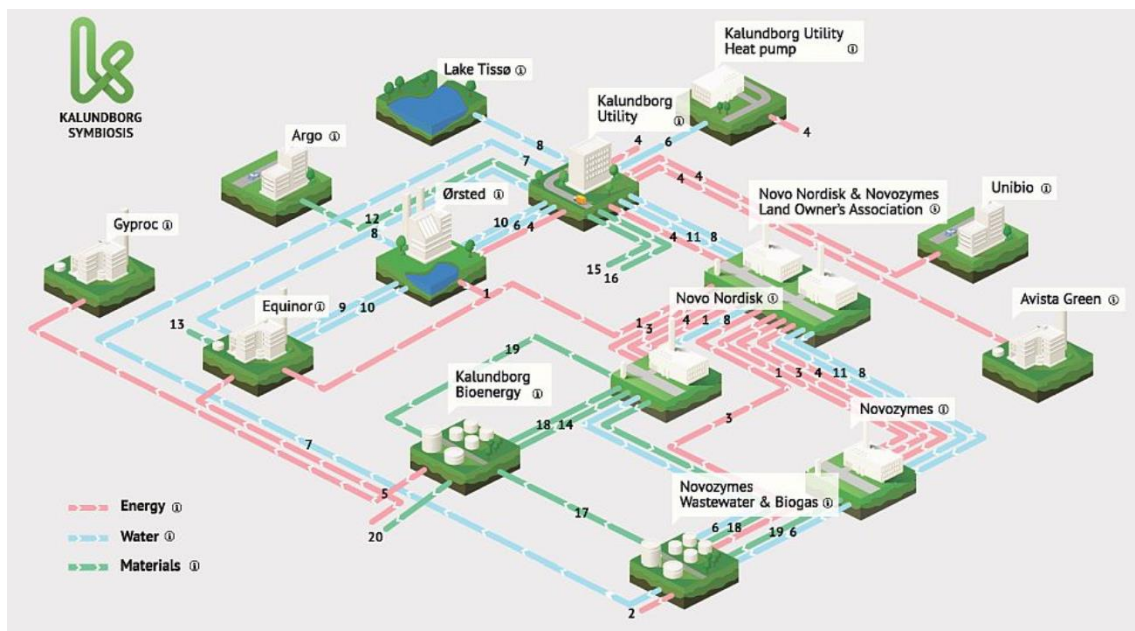 KALUNDBORG
SYMBIOSIS
Kalundborg Utility
Heat pump
Lake Tissø
Kalundborg
Utility
4
8
4
6
7
Argo
4
4
Ørsted
Novo Nordisk & Novozymes
Land Owner's Association
Unibio
12
8
10
6
4
Gyproc
4
11
8
15
16
1
Equinor
9
10
Novo Nordisk
Avista Green
13
1
3
4
1
8
19
Kalundborg
Bioenergy
1
3
4
11
8
18
14
3
Novozymes
7
Novozymes
Wastewater & Biogas
5
Energy
20
17
6
18
19
6
Water
Materials
2